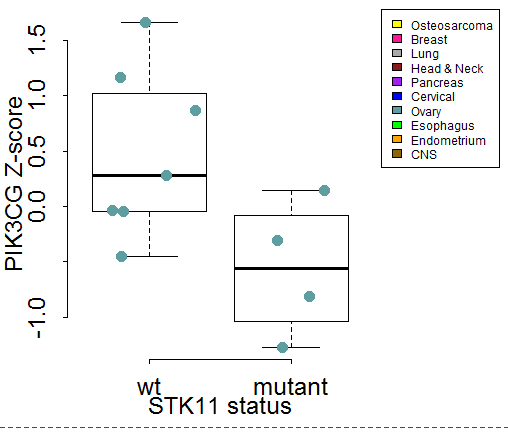 PIK3CG Z-score
1.5
1.0
0.5
0.0
-1.0
wt mutant
STK11 status
Osteosarcoma
Breast
Lung
Head & Neck
Pancreas
Cervical
Ovary
Esophagus
Endometrium
CNS